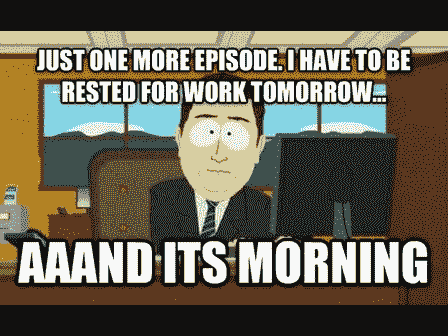 JUST ONE MORE EPISODE. I HAVE TO BE
RESTED FOR WORK TOMORROW...
AAAND ITS MORNING